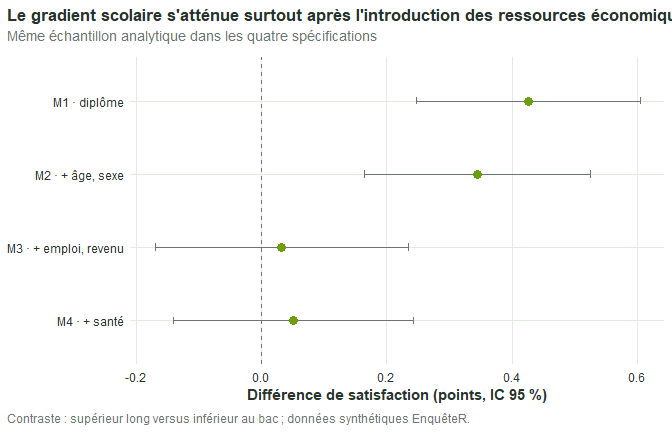 Le gradient scolaire s'atténue surtout après l'introduction des ressources économiqu
Même échantillon analytique dans les quatre spécifications
M1 · diplôme
M2 · + âge, sexe
M3 · + emploi, revenu
M4 · + santé
-0.2 0.0 0.2 0.4 0.6
Différence de satisfaction (points, IC 95 %)
Contraste : supérieur long versus inférieur au bac ; données synthétiques EnquêteR.